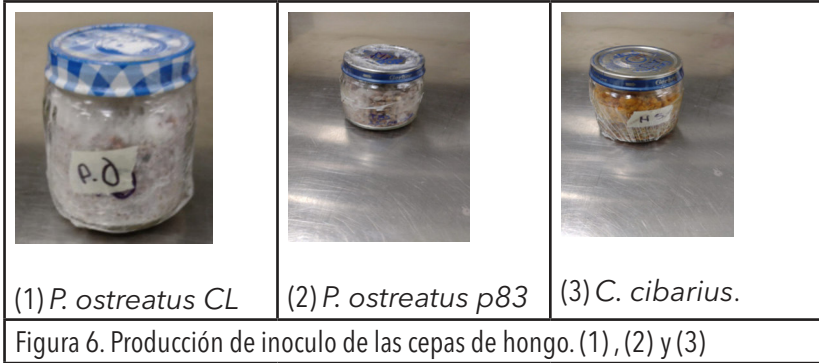 P.O
(1) P. ostreatus CL
(2) P. ostreatus p83
(3) C. cibarius.
Figura 6. Producción de inoculo de las cepas de hongo. (1) , (2) y (3)